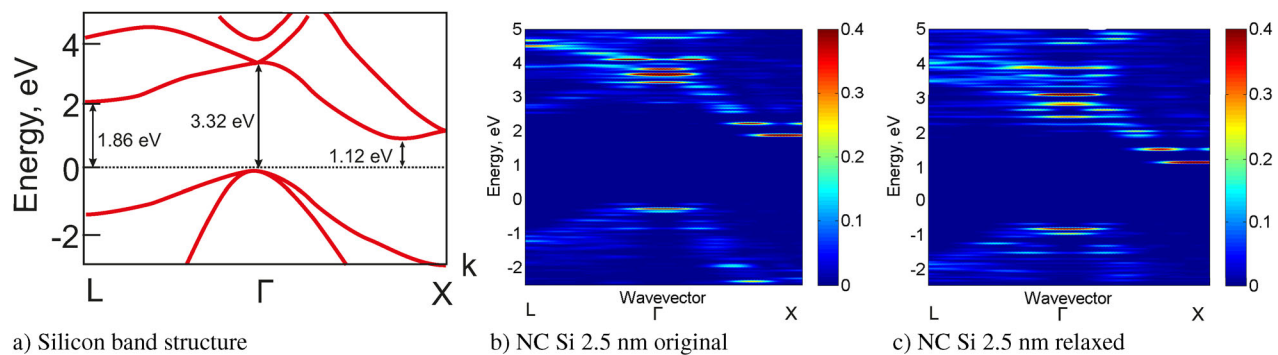 Energy, eV
4
2
0
-2
1.86 eV
3.32 eV
1.12 eV
L
Γ
X
k
a) Silicon band structure
Energy, eV
5
4
3
2
1
0
-1
-2
L
Wavevector
Γ
X
0.4
0.3
0.2
0.1
0
b) NC Si 2.5 nm original
Energy, eV
5
4
3
2
1
0
-1
-2
L
Wavevector
Γ
X
0.4
0.3
0.2
0.1
0
c) NC Si 2.5 nm relaxed